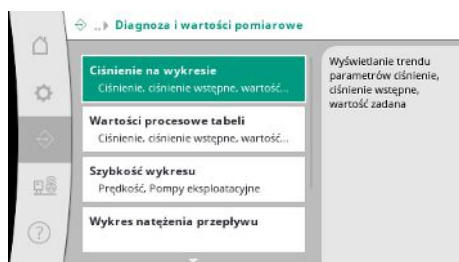 ..▸ Diagnoza i wartości pomiarowe
Ciśnienie na wykresie
Ciśnienie, ciśnienie wstępne, wartość...
Wartości procesowe tabeli
Ciśnienie, ciśnienie wstępne, wartość...
Szybkość wykresu
Prędkość, Pompy eksploatacyjne
Wykres natężenia przepływu
Wyświetlanie trendu
parametrów ciśnienie,
ciśnienie wstępne,
wartość zadana
?